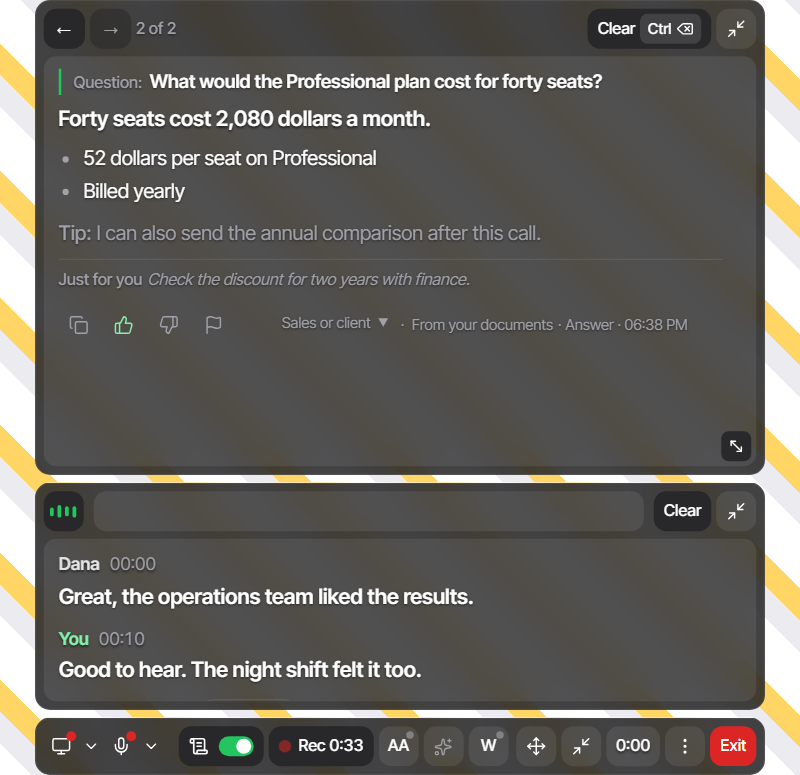 ← → 2 of 2 Clear Ctrl
Question: What would the Professional plan cost for forty seats?
Forty seats cost 2,080 dollars a month.
• 52 dollars per seat on Professional
• Billed yearly
Tip: I can also send the annual comparison after this call.
Just for you Check the discount for two years with finance.
Sales or client ▼ · From your documents · Answer · 06:38 PM
Clear
Dana 00:00
Great, the operations team liked the results.
You 00:10
Good to hear. The night shift felt it too.
Rec 0:33 AA W 0:00 Exit